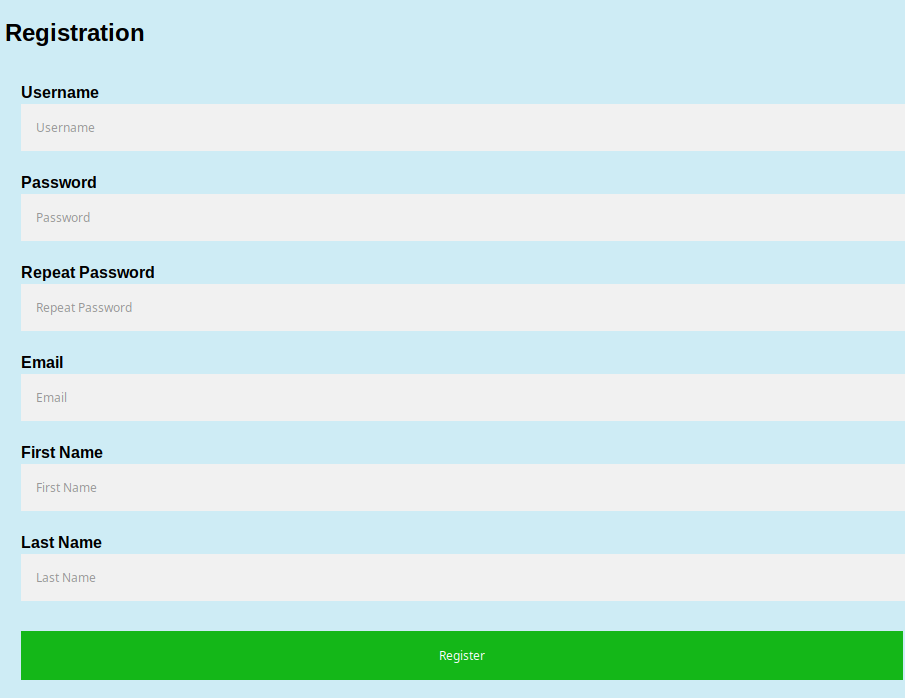 Registration
Username
Username
Password
Password
Repeat Password
Repeat Password
Email
Email
First Name
First Name
Last Name
Last Name
Register